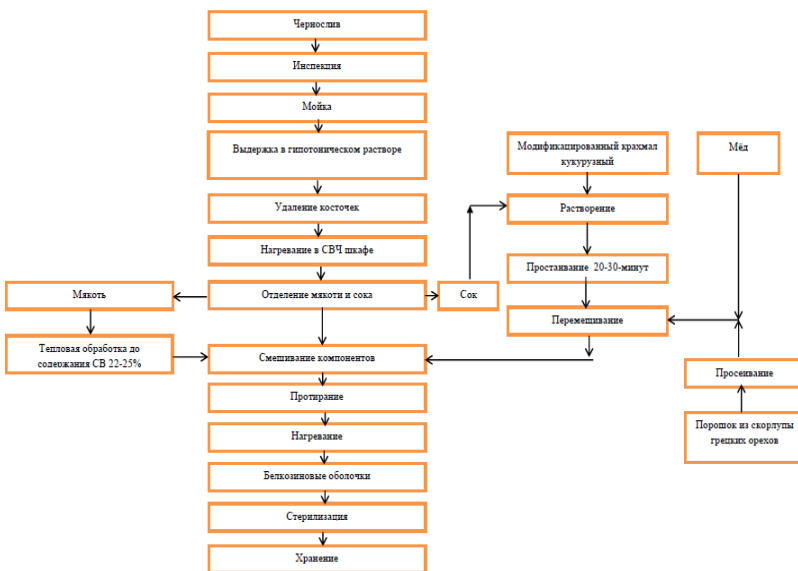 Чернослив
Инспекция
Мойка
Выдержка в гипотоническом растворе
Удаление косточек
Нагревание в СВЧ шкафе
Мякоть
Отделение мякоти и сока
Сок
Тепловая обработка до
содержания СВ 22-25%
Смешивание компонентов
Протирание
Нагревание
Белкозиновые оболочки
Стерилизация
Хранение
Модификацированный крахмал
кукурузный
Растворение
Простаивание 20-30-минут
Перемешивание
Мёд
Просеивание
Порошок из скорлупы
грецких орехов